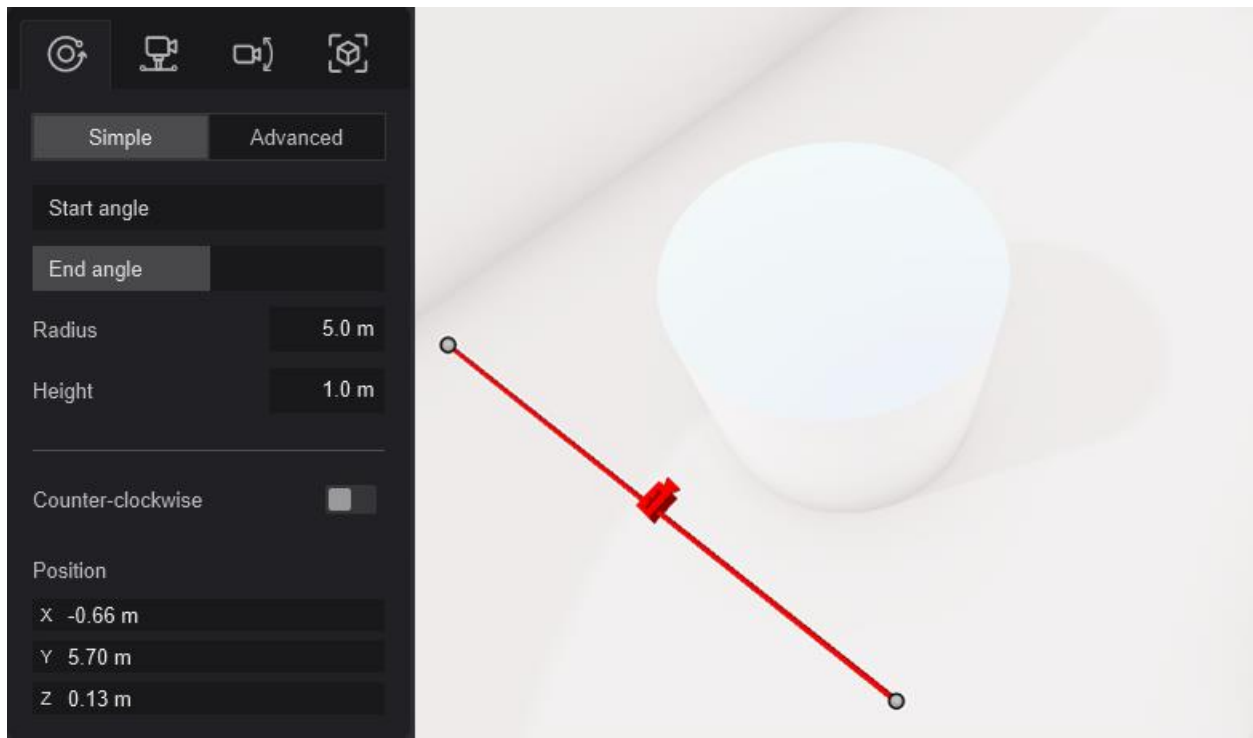 Simple Advanced
Start angle
End angle
Radius 5.0 m
Height 1.0 m
Counter-clockwise
Position
X -0.66 m
Y 5.70 m
Z 0.13 m